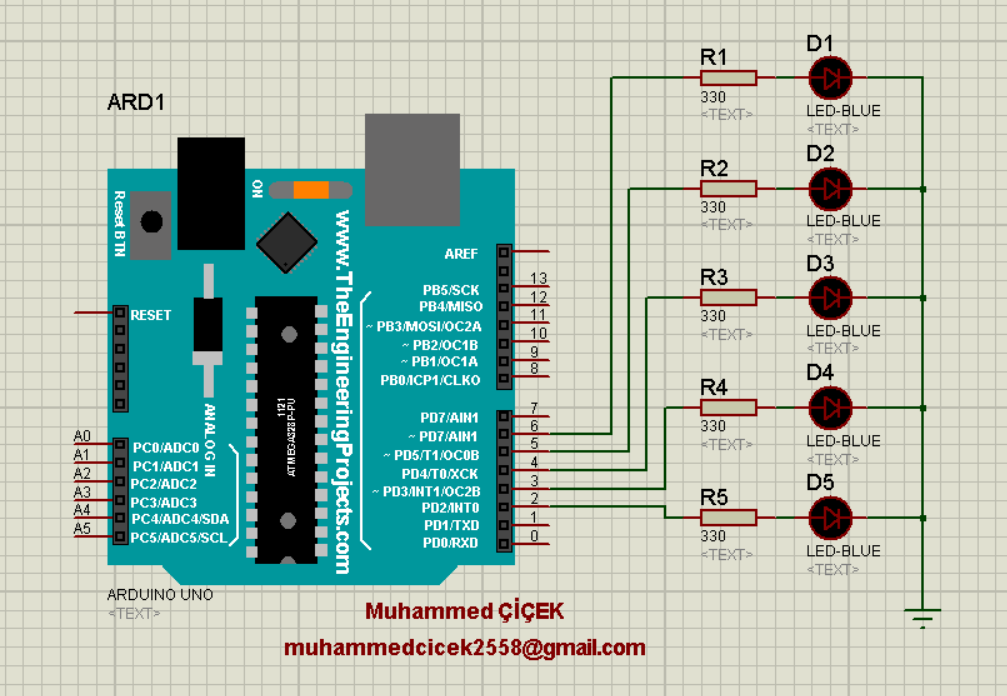 ARD1
ON
Reset BTN
www.TheEngineeringProjects.com
RESET
ANALOG IN
1121
ATMEGA328P-PU
A0
A1
A2
A3
A4
A5
PC0/ADC0
PC1/ADC1
PC2/ADC2
PC3/ADC3
PC4/ADC4/SDA
PC5/ADC5/SCL
AREF
PB5/SCK 13
PB4/MISO 12
~ PB3/MOSI/OC2A 11
~ PB2/OC1B 10
~ PB1/OC1A 9
PB0/ICP1/CLKO 8
PD7/AIN1 7
~ PD7/AIN1 6
~ PD5/T1/OC0B 5
PD4/T0/XCK 4
~ PD3/INT1/OC2B 3
PD2/INT0 2
PD1/TXD 1
PD0/RXD 0
ARDUINO UNO
<TEXT>
R1
330
<TEXT>
D1
LED-BLUE
<TEXT>
R2
330
<TEXT>
D2
LED-BLUE
<TEXT>
R3
330
<TEXT>
D3
LED-BLUE
<TEXT>
R4
330
<TEXT>
D4
LED-BLUE
<TEXT>
R5
330
<TEXT>
D5
LED-BLUE
<TEXT>
Muhammed ÇİÇEK
muhammedcicek2558@gmail.com